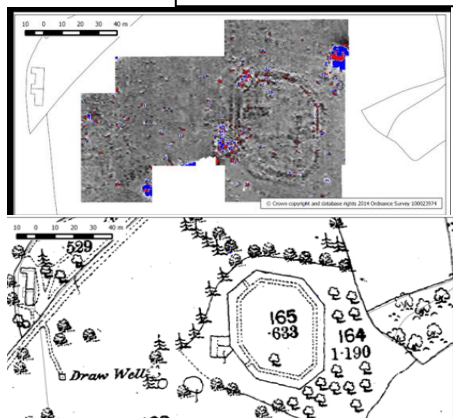 10 0 10 20 30 40 m
© Crown copyright and database rights 2014 Ordnance Survey 100023974
10 0 10 20 30 40 m
529
165
·633
164
1·190
Draw Well